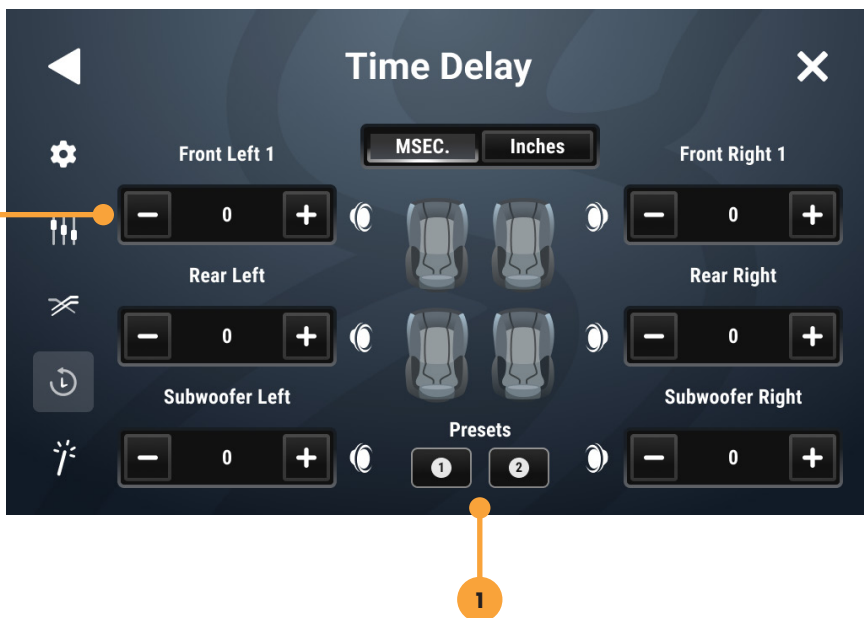 Time Delay
MSEC. Inches
Front Left 1
Front Right 1
0
0
Rear Left
Rear Right
0
0
Subwoofer Left
Subwoofer Right
Presets
0
1 2
0
1